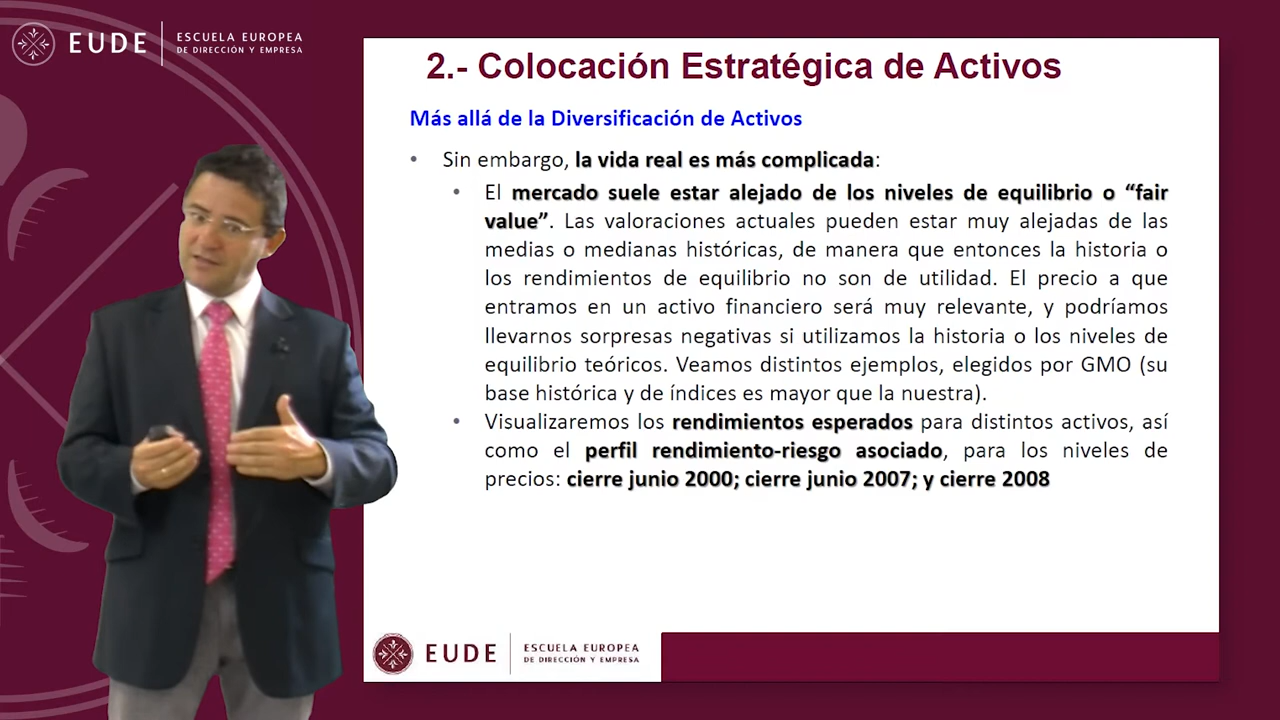 EUDE
ESCUELA EUROPEA
DE DIRECCIÓN Y EMPRESA
2.- Colocación Estratégica de Activos
Más allá de la Diversificación de Activos
• Sin embargo, la vida real es más complicada:
• El mercado suele estar alejado de los niveles de equilibrio o “fair
value”. Las valoraciones actuales pueden estar muy alejadas de las
medias o medianas históricas, de manera que entonces la historia o
los rendimientos de equilibrio no son de utilidad. El precio a que
entramos en un activo financiero será muy relevante, y podríamos
llevarnos sorpresas negativas si utilizamos la historia o los niveles de
equilibrio teóricos. Veamos distintos ejemplos, elegidos por GMO (su
base histórica y de índices es mayor que la nuestra).
• Visualizaremos los rendimientos esperados para distintos activos, así
como el perfil rendimiento-riesgo asociado, para los niveles de
precios: cierre junio 2000; cierre junio 2007; y cierre 2008
EUDE
ESCUELA EUROPEA
DE DIRECCIÓN Y EMPRESA